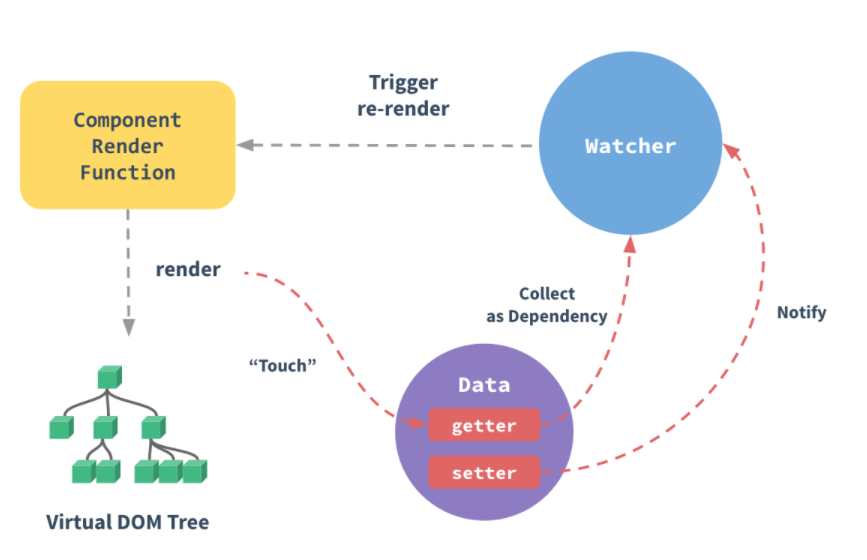 Trigger
re-render
Component
Render
Function
Watcher
render
Collect
as Dependency
Notify
“Touch”
Data
getter
setter
Virtual DOM Tree